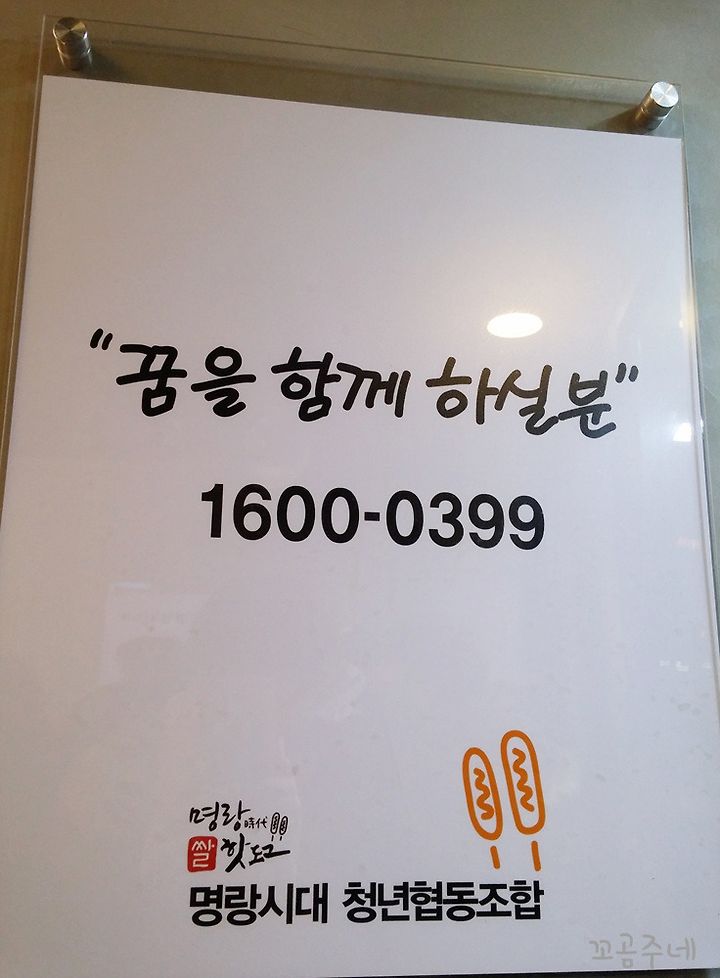 "꿈을 함께 하실분"
1600-0399
명랑時代
쌀핫도그
명랑시대 청년협동조합
꼬곰주네